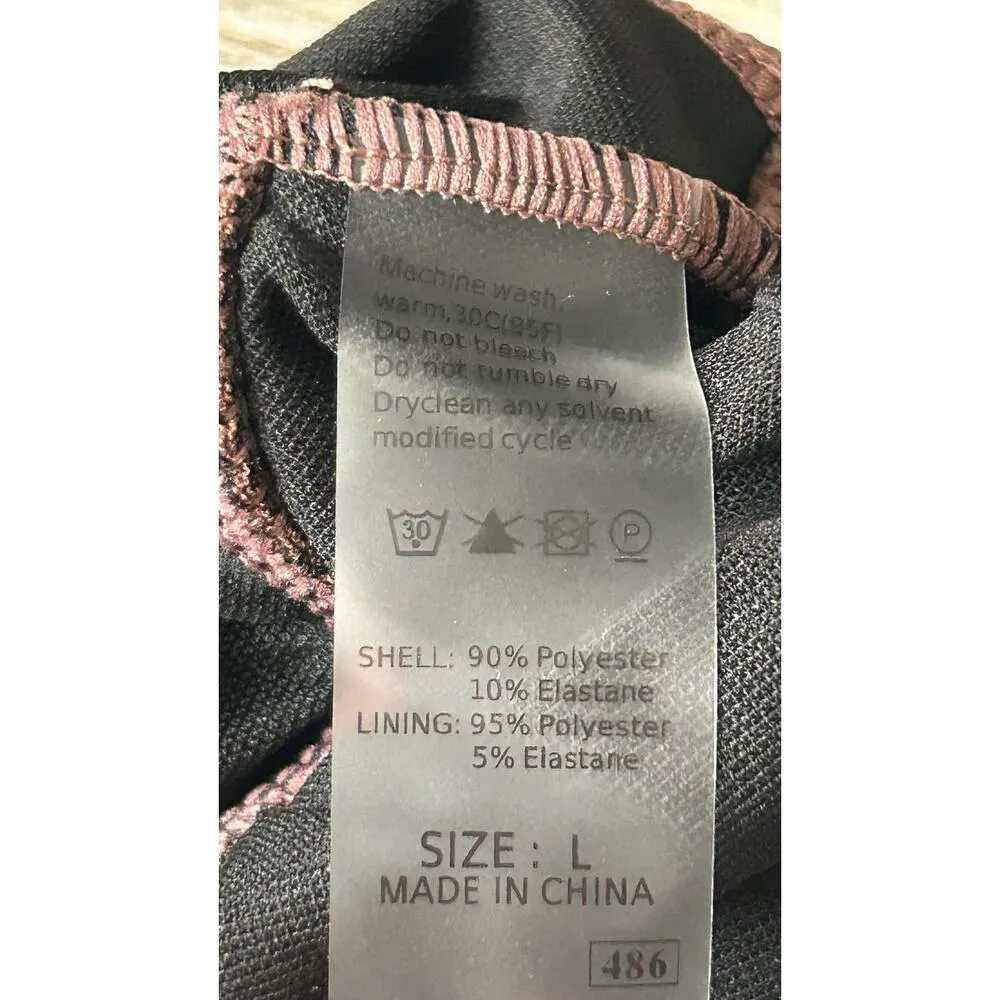 Machine wash,
warm,30C(85F)
Do not bleach
Do not tumble dry
Dryclean any solvent
modified cycle
30 P
SHELL: 90% Polyester
10% Elastane
LINING: 95% Polyester
5% Elastane
SIZE : L
MADE IN CHINA
486